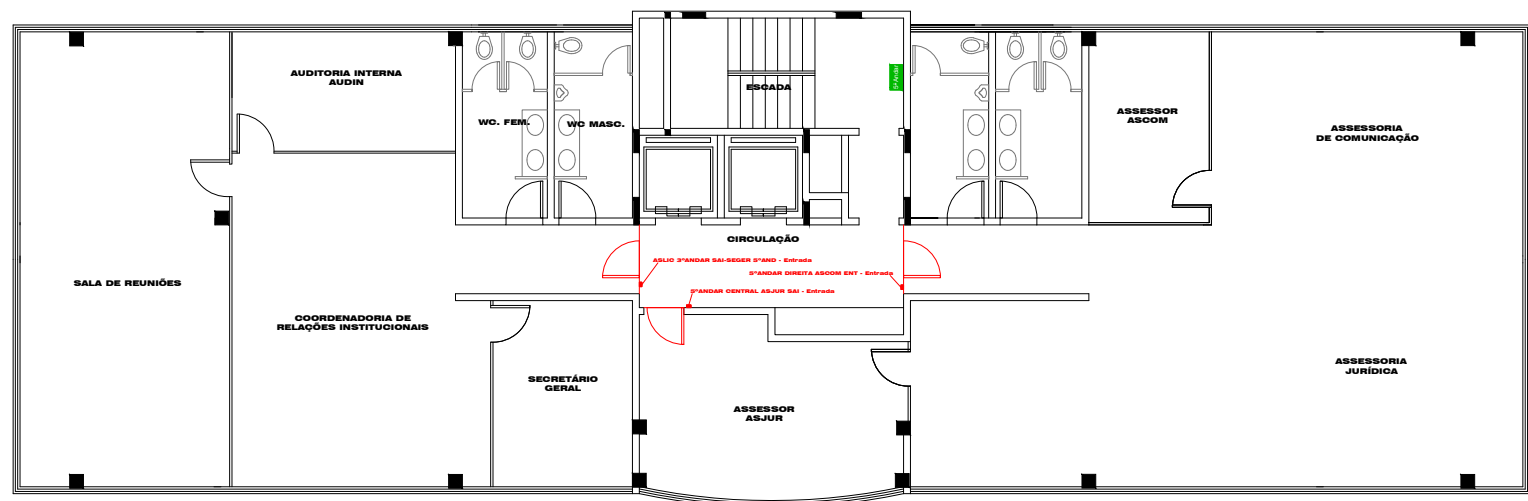 AUDITORIA INTERNA
AUDIN
WC. FEM.
WC MASC.
ESCADA
5ºAndar
ASSESSOR
ASCOM
ASSESSORIA
DE COMUNICAÇÃO
CIRCULAÇÃO
ASLIC 3ºANDAR SAI-SEGER 5ºAND - Entrada
5ºANDAR DIREITA ASCOM ENT - Entrada
5ºANDAR CENTRAL ASJUR SAI - Entrada
SALA DE REUNIÕES
COORDENADORIA DE
RELAÇÕES INSTITUCIONAIS
SECRETÁRIO
GERAL
ASSESSOR
ASJUR
ASSESSORIA
JURÍDICA